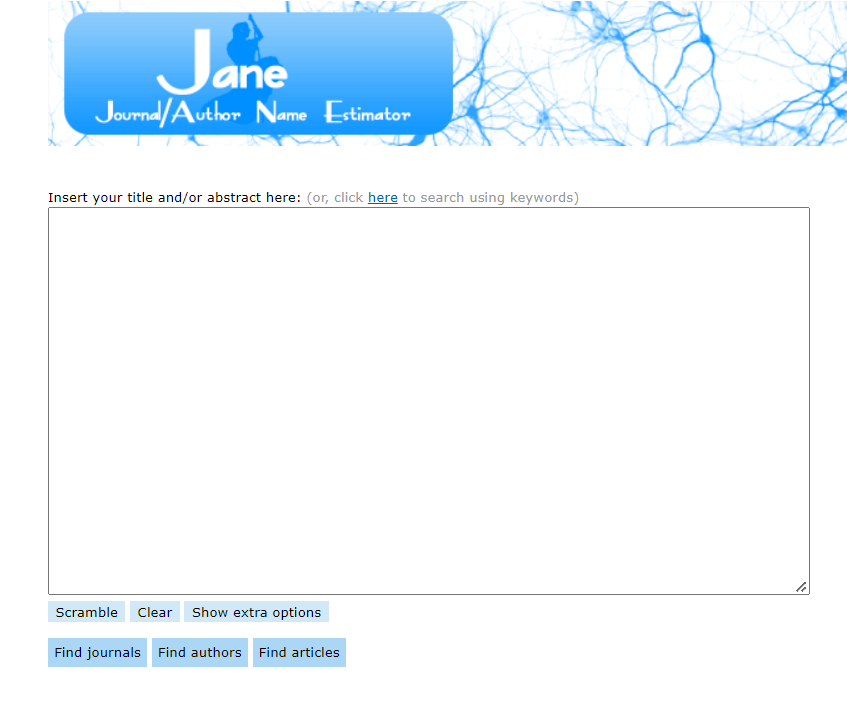 Jane
Journal/Author Name Estimator
Insert your title and/or abstract here: (or, click here to search using keywords)
Scramble Clear Show extra options
Find journals Find authors Find articles